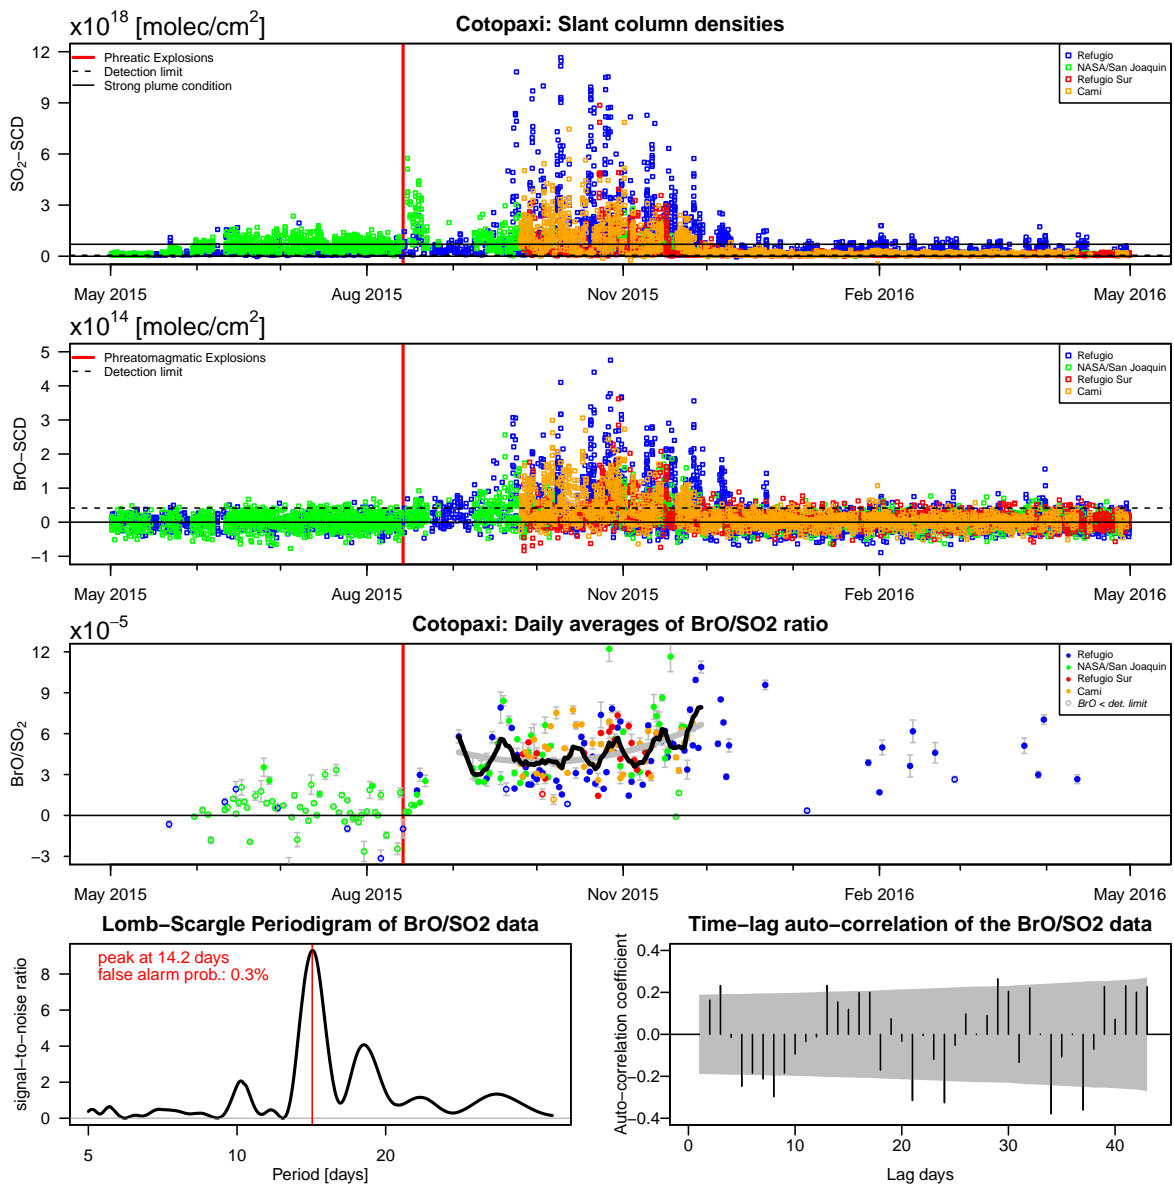 x10^18 [molec/cm^2]
Cotopaxi: Slant column densities
Phreatic Explosions
Detection limit
Strong plume condition
Refugio
NASA/San Joaquin
Refugio Sur
Cami
SO2−SCD
12
9
6
3
0
May 2015 Aug 2015 Nov 2015 Feb 2016 May 2016
x10^14 [molec/cm^2]
Phreatomagmatic Explosions
Detection limit
Refugio
NASA/San Joaquin
Refugio Sur
Cami
BrO−SCD
5
4
3
2
1
0
−1
May 2015 Aug 2015 Nov 2015 Feb 2016 May 2016
x10^−5
Cotopaxi: Daily averages of BrO/SO2 ratio
Refugio
NASA/San Joaquin
Refugio Sur
Cami
BrO < det. limit
BrO/SO2
12
9
6
3
0
−3
May 2015 Aug 2015 Nov 2015 Feb 2016 May 2016
Lomb−Scargle Periodigram of BrO/SO2 data
peak at 14.2 days
false alarm prob.: 0.3%
signal−to−noise ratio
8
6
4
2
0
5 10 20
Period [days]
Time−lag auto−correlation of the BrO/SO2 data
Auto−correlation coefficient
0.4
0.2
0.0
−0.2
−0.4
0 10 20 30 40
Lag days